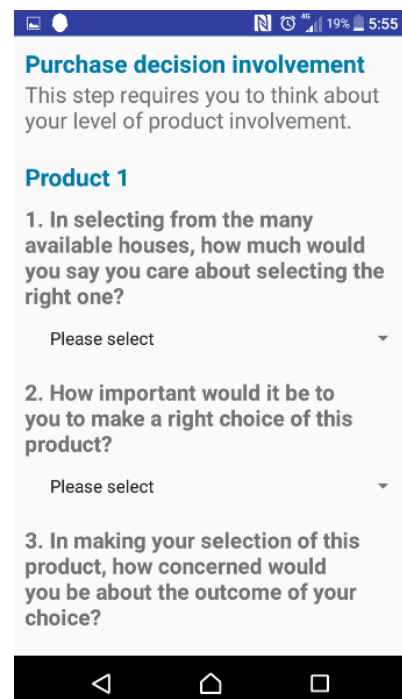 4G 19% 5:55
Purchase decision involvement
This step requires you to think about
your level of product involvement.
Product 1
1. In selecting from the many
available houses, how much would
you say you care about selecting the
right one?
Please select
2. How important would it be to
you to make a right choice of this
product?
Please select
3. In making your selection of this
product, how concerned would
you be about the outcome of your
choice?